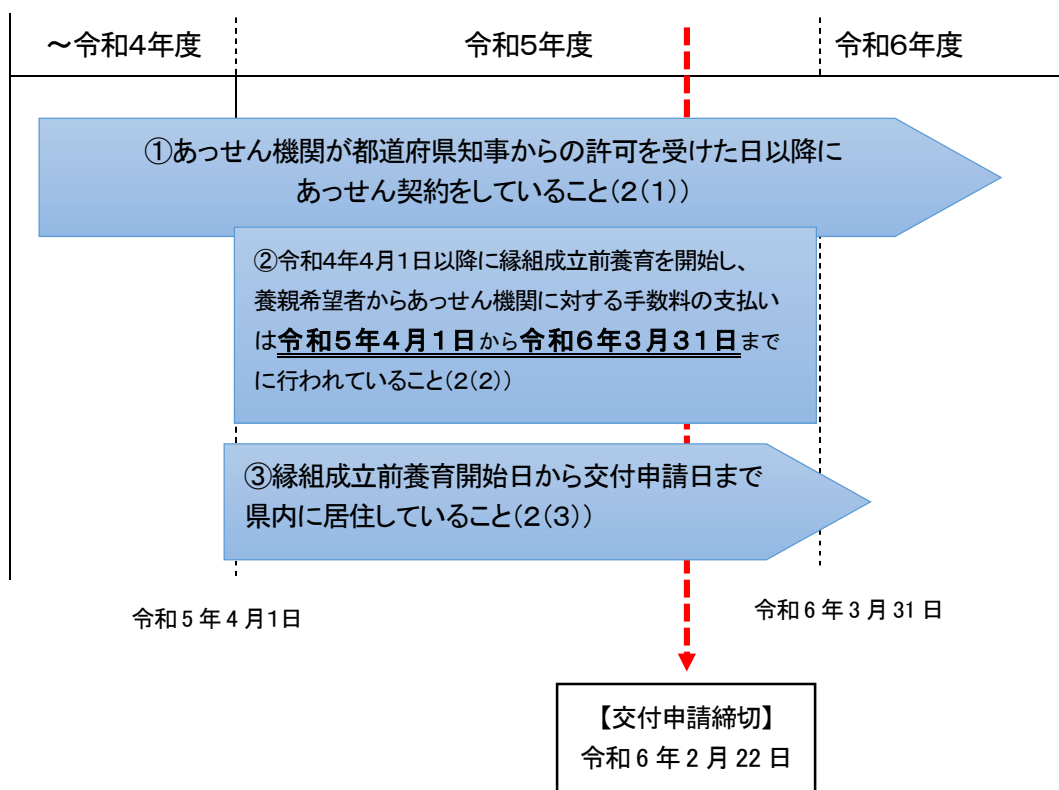 ～令和４年度
令和５年度
令和６年度
①あっせん機関が都道府県知事からの許可を受けた日以降に
あっせん契約をしていること（２（１））
②令和４年４月１日以降に縁組成立前養育を開始し、
養親希望者からあっせん機関に対する手数料の支払い
は令和５年４月１日から令和６年３月３１日まで
に行われていること（２（２））
③縁組成立前養育開始日から交付申請日まで
県内に居住していること（２（３））
令和５年４月１日
令和６年３月31日
【交付申請締切】
令和６年２月22日